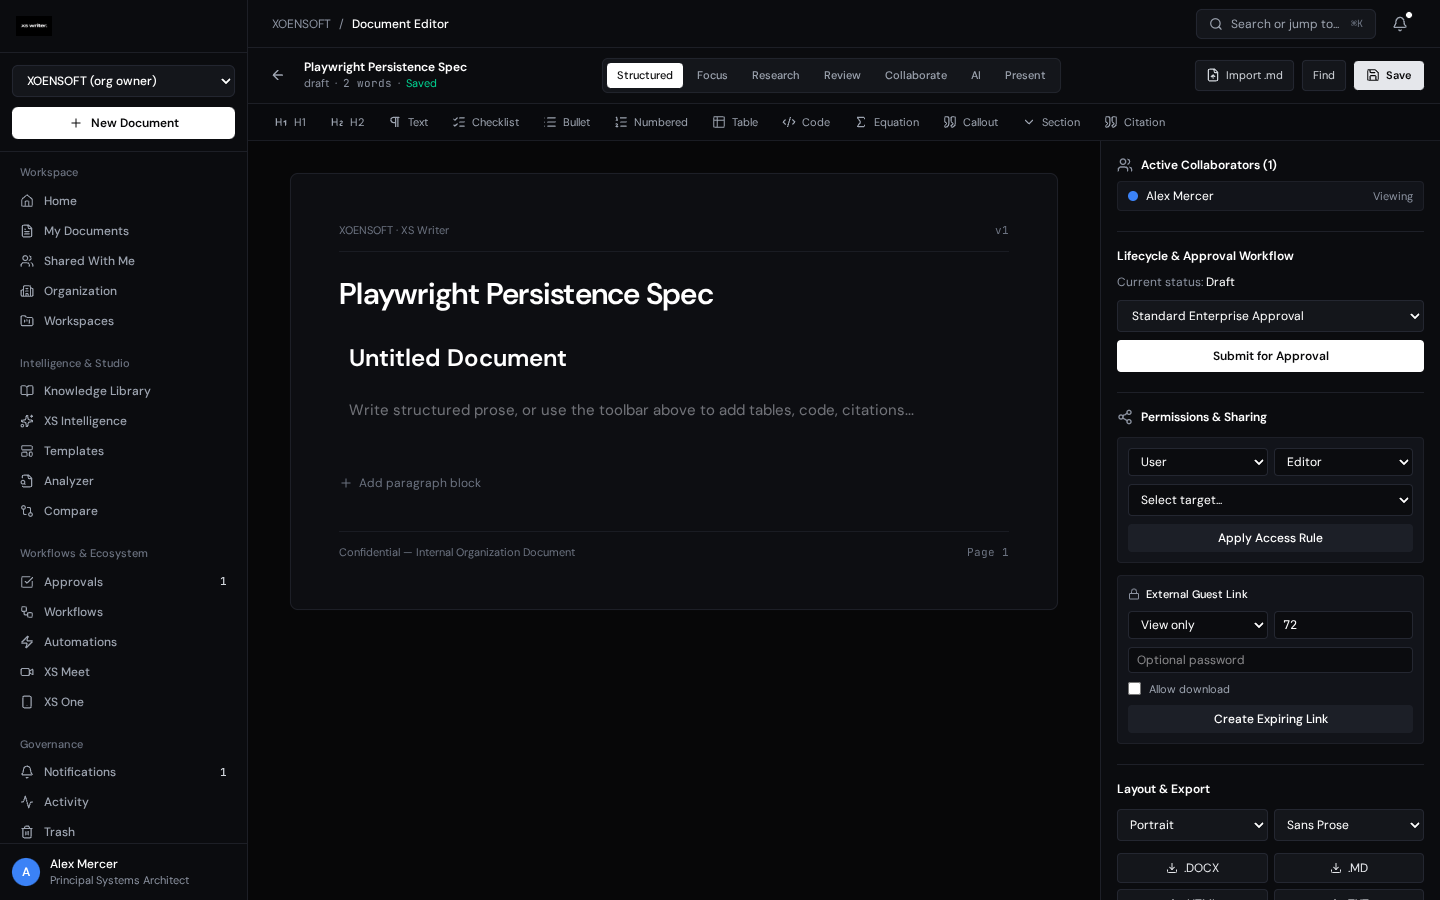 xs writer.
XOENSOFT (org owner)
New Document
Workspace
Home
My Documents
Shared With Me
Organization
Workspaces
Intelligence & Studio
Knowledge Library
XS Intelligence
Templates
Analyzer
Compare
Workflows & Ecosystem
Approvals 1
Workflows
Automations
XS Meet
XS One
Governance
Notifications 1
Activity
Trash
A
Alex Mercer
Principal Systems Architect
XOENSOFT / Document Editor
Search or jump to... ⌘K
Playwright Persistence Spec
draft · 2 words · Saved
Structured Focus Research Review Collaborate AI Present
Import .md Find Save
H1 H1 H2 H2 Text Checklist Bullet Numbered Table Code Equation Callout Section Citation
XOENSOFT · XS Writer v1
Playwright Persistence Spec
Untitled Document
Write structured prose, or use the toolbar above to add tables, code, citations...
Add paragraph block
Confidential — Internal Organization Document Page 1
Active Collaborators (1)
Alex Mercer Viewing
Lifecycle & Approval Workflow
Current status: Draft
Standard Enterprise Approval
Submit for Approval
Permissions & Sharing
User Editor
Select target...
Apply Access Rule
External Guest Link
View only 72
Optional password
Allow download
Create Expiring Link
Layout & Export
Portrait Sans Prose
.DOCX .MD